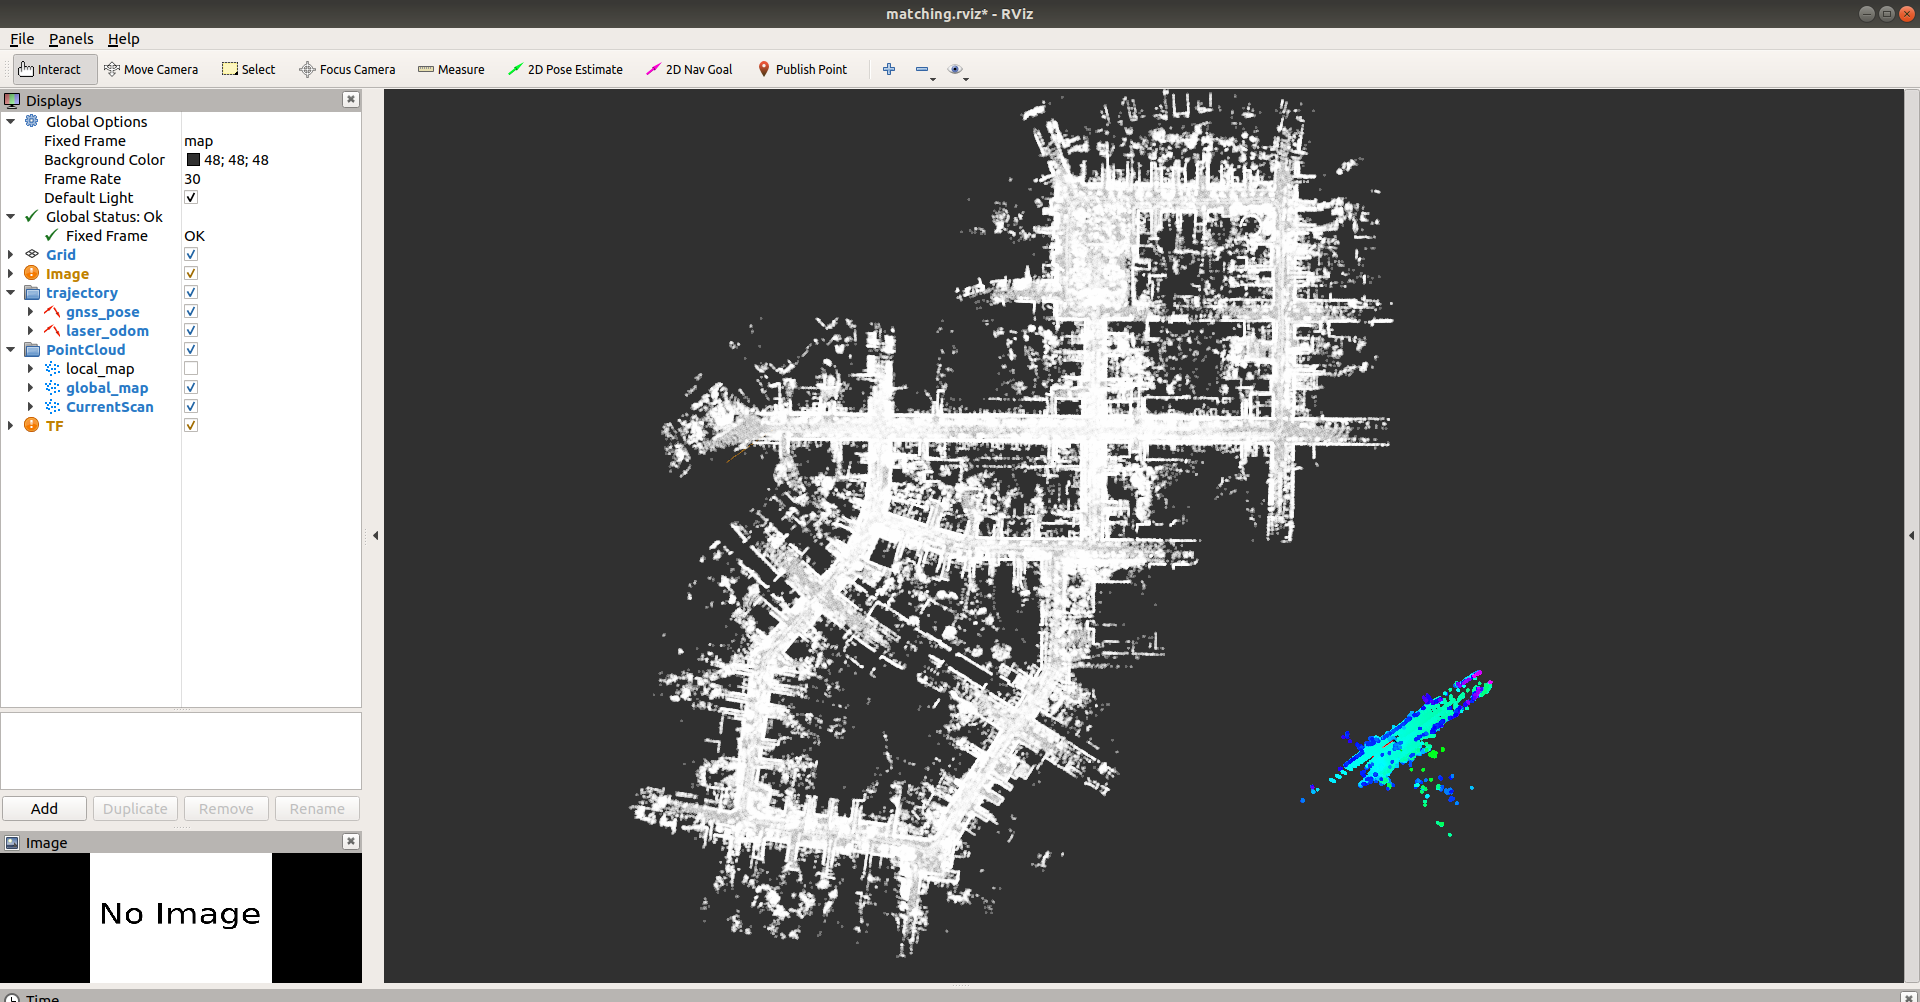 matching.rviz* - RViz
File Panels Help
Interact Move Camera Select Focus Camera Measure 2D Pose Estimate 2D Nav Goal Publish Point
Displays
Global Options
Fixed Frame map
Background Color 48; 48; 48
Frame Rate 30
Default Light
Global Status: Ok
Fixed Frame OK
Grid
Image
trajectory
gnss_pose
laser_odom
PointCloud
local_map
global_map
CurrentScan
TF
Add Duplicate Remove Rename
Image
No Image
Time